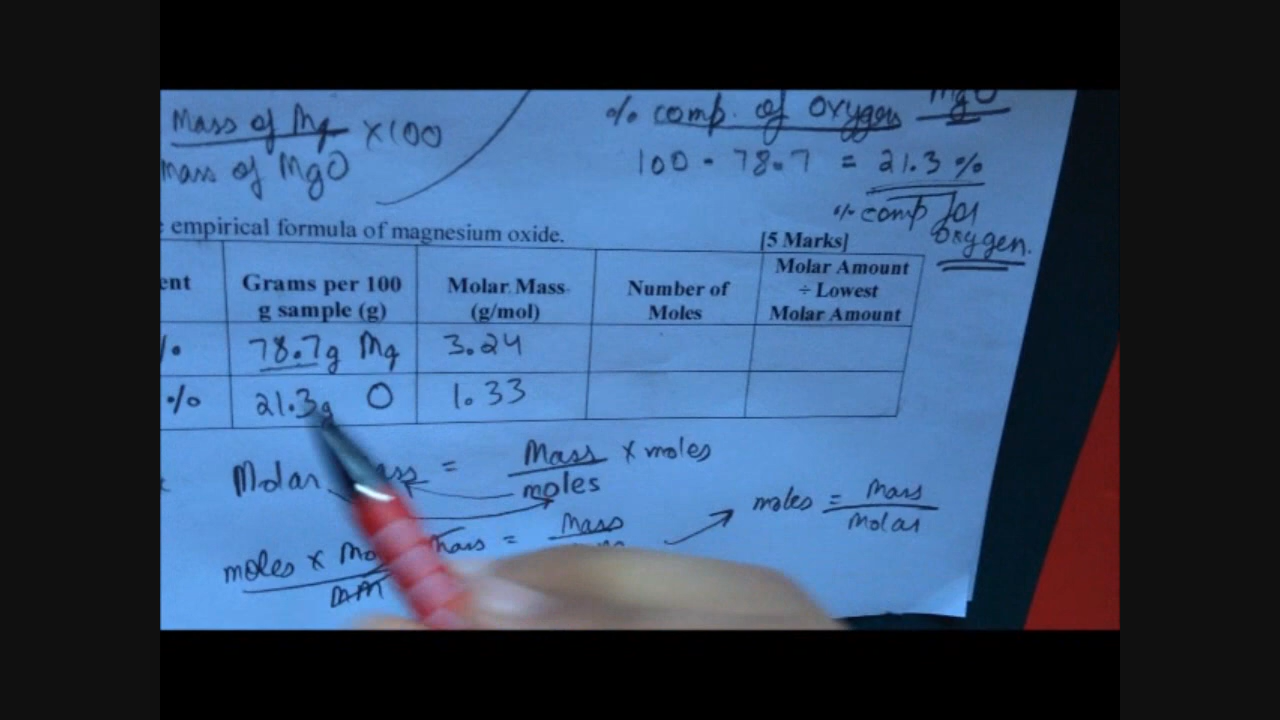 % comp. of oxygen MgO
Mass of Mg ×100
Mass of MgO
100 - 78.7 = 21.3 %
% comp for
oxygen.
empirical formula of magnesium oxide.
[5 Marks]
Grams per 100
g sample (g)
Molar Mass
(g/mol)
Number of
Moles
Molar Amount
÷ Lowest
Molar Amount
78.7g Mg
3.24
%
21.3g O
1.33
Molar = Mass × moles
moles
moles = Mass
Molar
moles × Mass = Mass